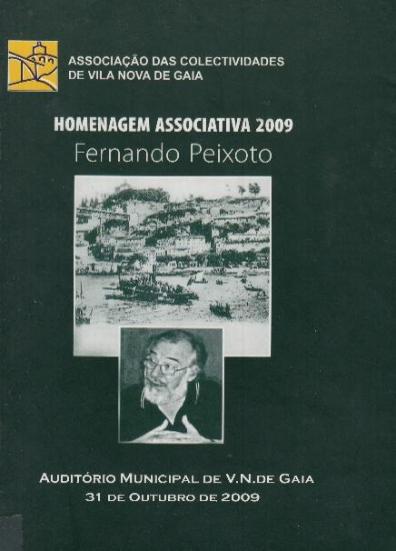 ASSOCIAÇÃO DAS COLECTIVIDADES
DE VILA NOVA DE GAIA
HOMENAGEM ASSOCIATIVA 2009
Fernando Peixoto
AUDITÓRIO MUNICIPAL DE V.N.DE GAIA
31 DE OUTUBRO DE 2009